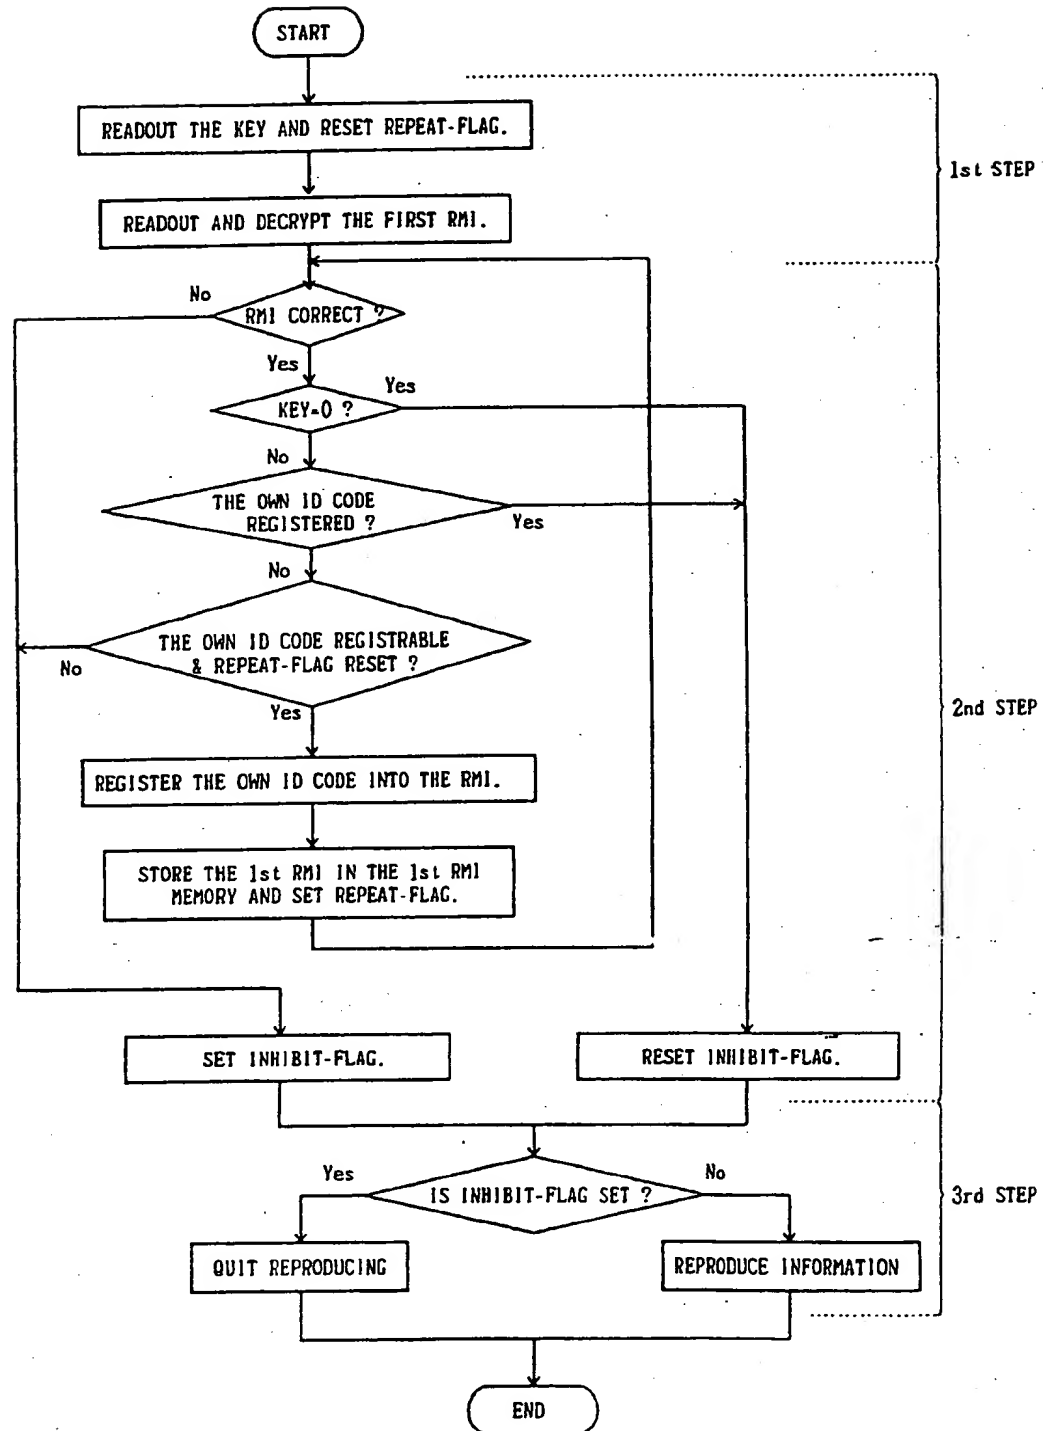 START
READOUT THE KEY AND RESET REPEAT-FLAG.
1st STEP
READOUT AND DECRYPT THE FIRST RMI.
No
RMI CORRECT ?
Yes
Yes
KEY=0 ?
No
THE OWN ID CODE
REGISTERED ?
Yes
No
THE OWN ID CODE REGISTRABLE
& REPEAT-FLAG RESET ?
No
Yes
2nd STEP
REGISTER THE OWN ID CODE INTO THE RMI.
STORE THE 1st RMI IN THE 1st RMI
MEMORY AND SET REPEAT-FLAG.
SET INHIBIT-FLAG.
RESET INHIBIT-FLAG.
Yes
No
IS INHIBIT-FLAG SET ?
3rd STEP
QUIT REPRODUCING
REPRODUCE INFORMATION
END